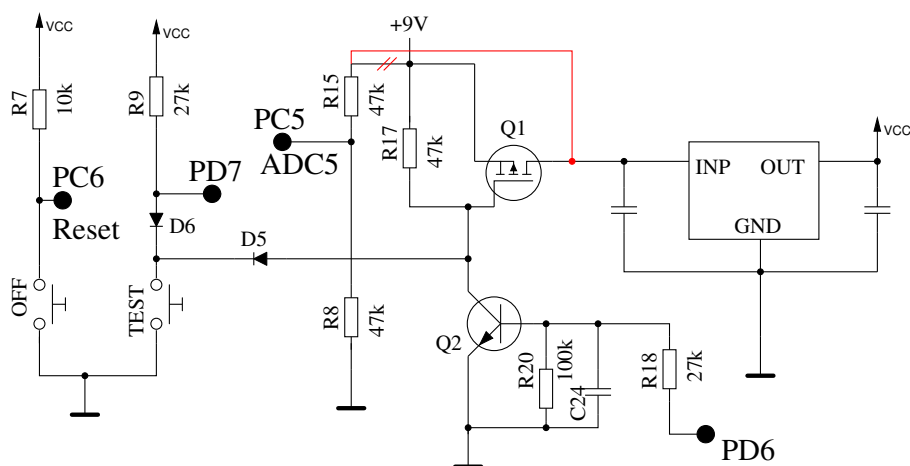 VCC
VCC
+9V
R7
10k
R9
27k
R15
47k
R17
47k
Q1
VCC
PC5
ADC5
INP
OUT
GND
PC6
Reset
PD7
D6
D5
OFF
TEST
R8
47k
Q2
R20
100k
C24
R18
27k
PD6